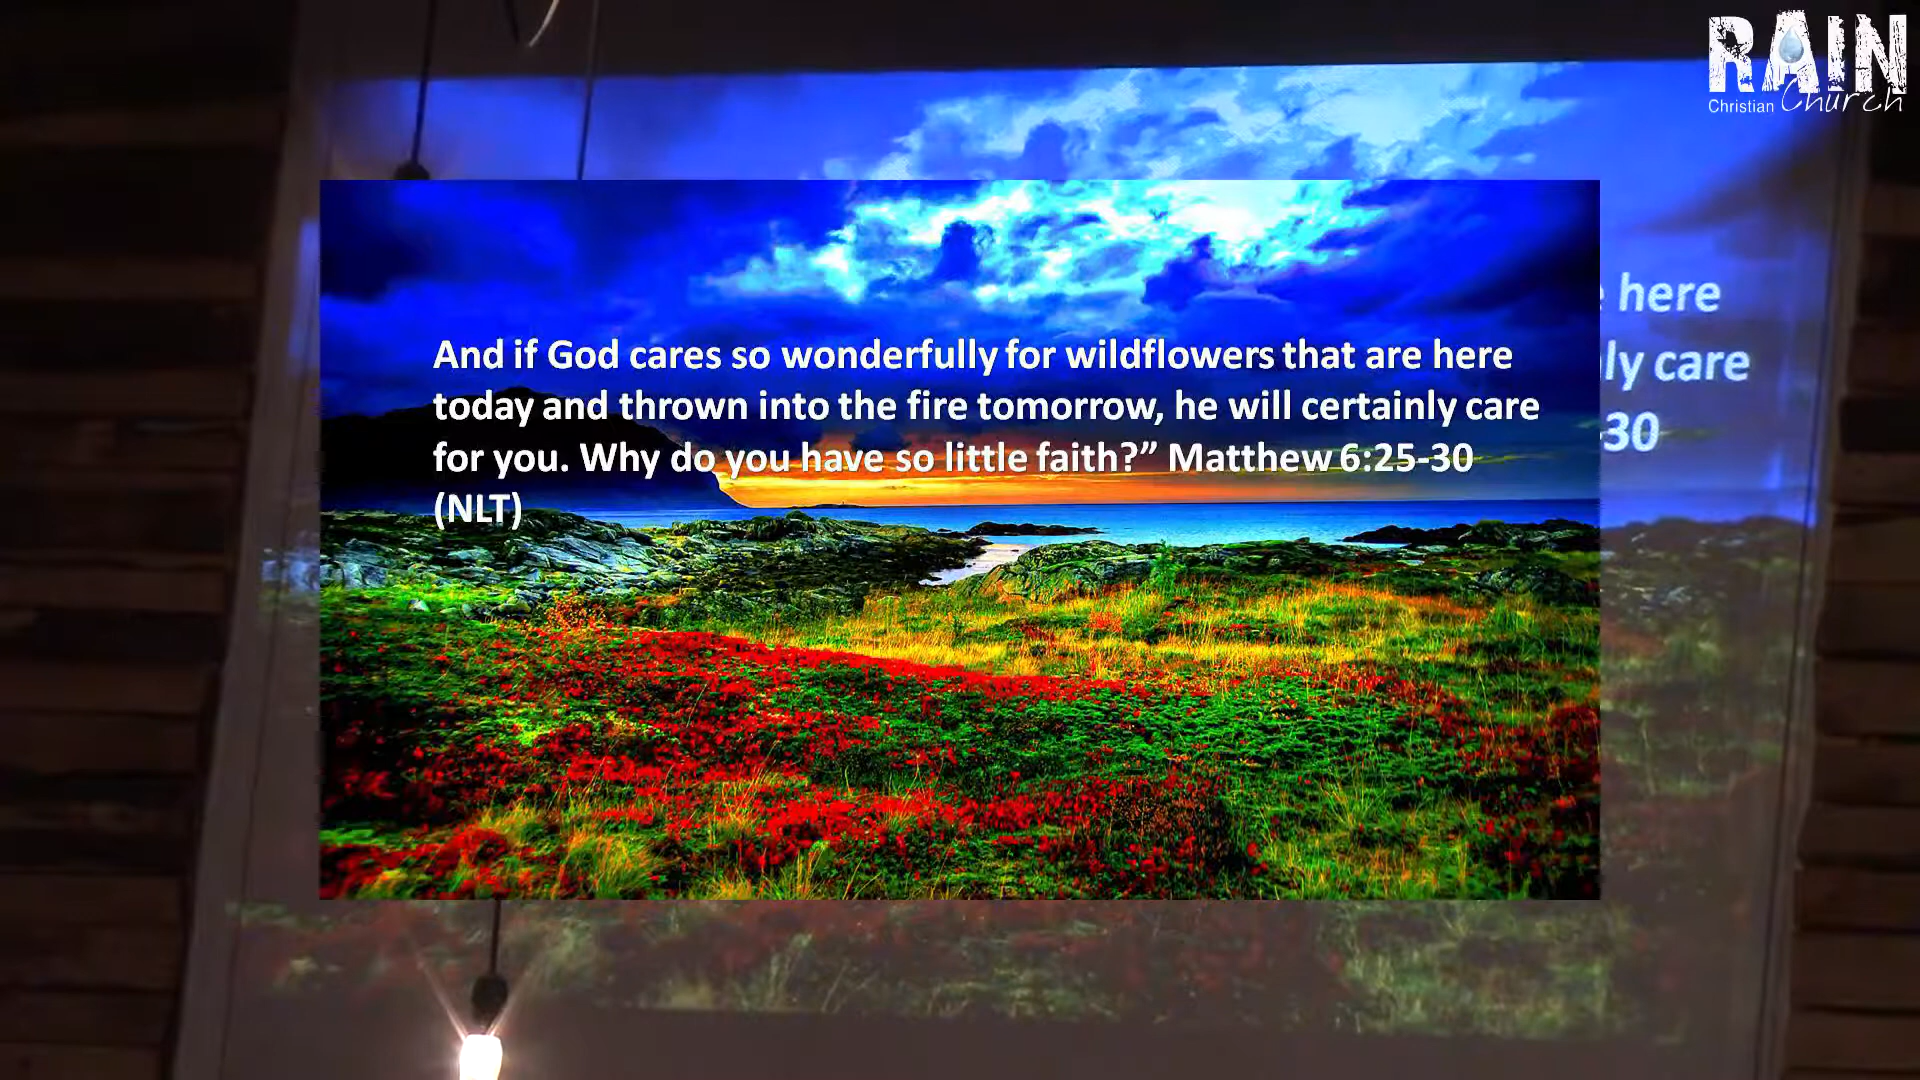 RAIN
Christian Church
And if God cares so wonderfully for wildflowers that are here
today and thrown into the fire tomorrow, he will certainly care
for you. Why do you have so little faith?” Matthew 6:25-30
(NLT)
here
ly care
30